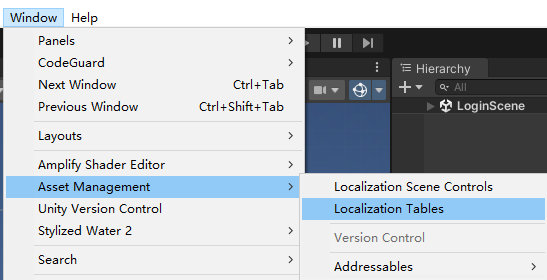 Window Help
Panels
CodeGuard
Next Window Ctrl+Tab
Previous Window Ctrl+Shift+Tab
Layouts
Amplify Shader Editor
Asset Management
Unity Version Control
Stylized Water 2
Search
Hierarchy
All
LoginScene
Localization Scene Controls
Localization Tables
Version Control
Addressables